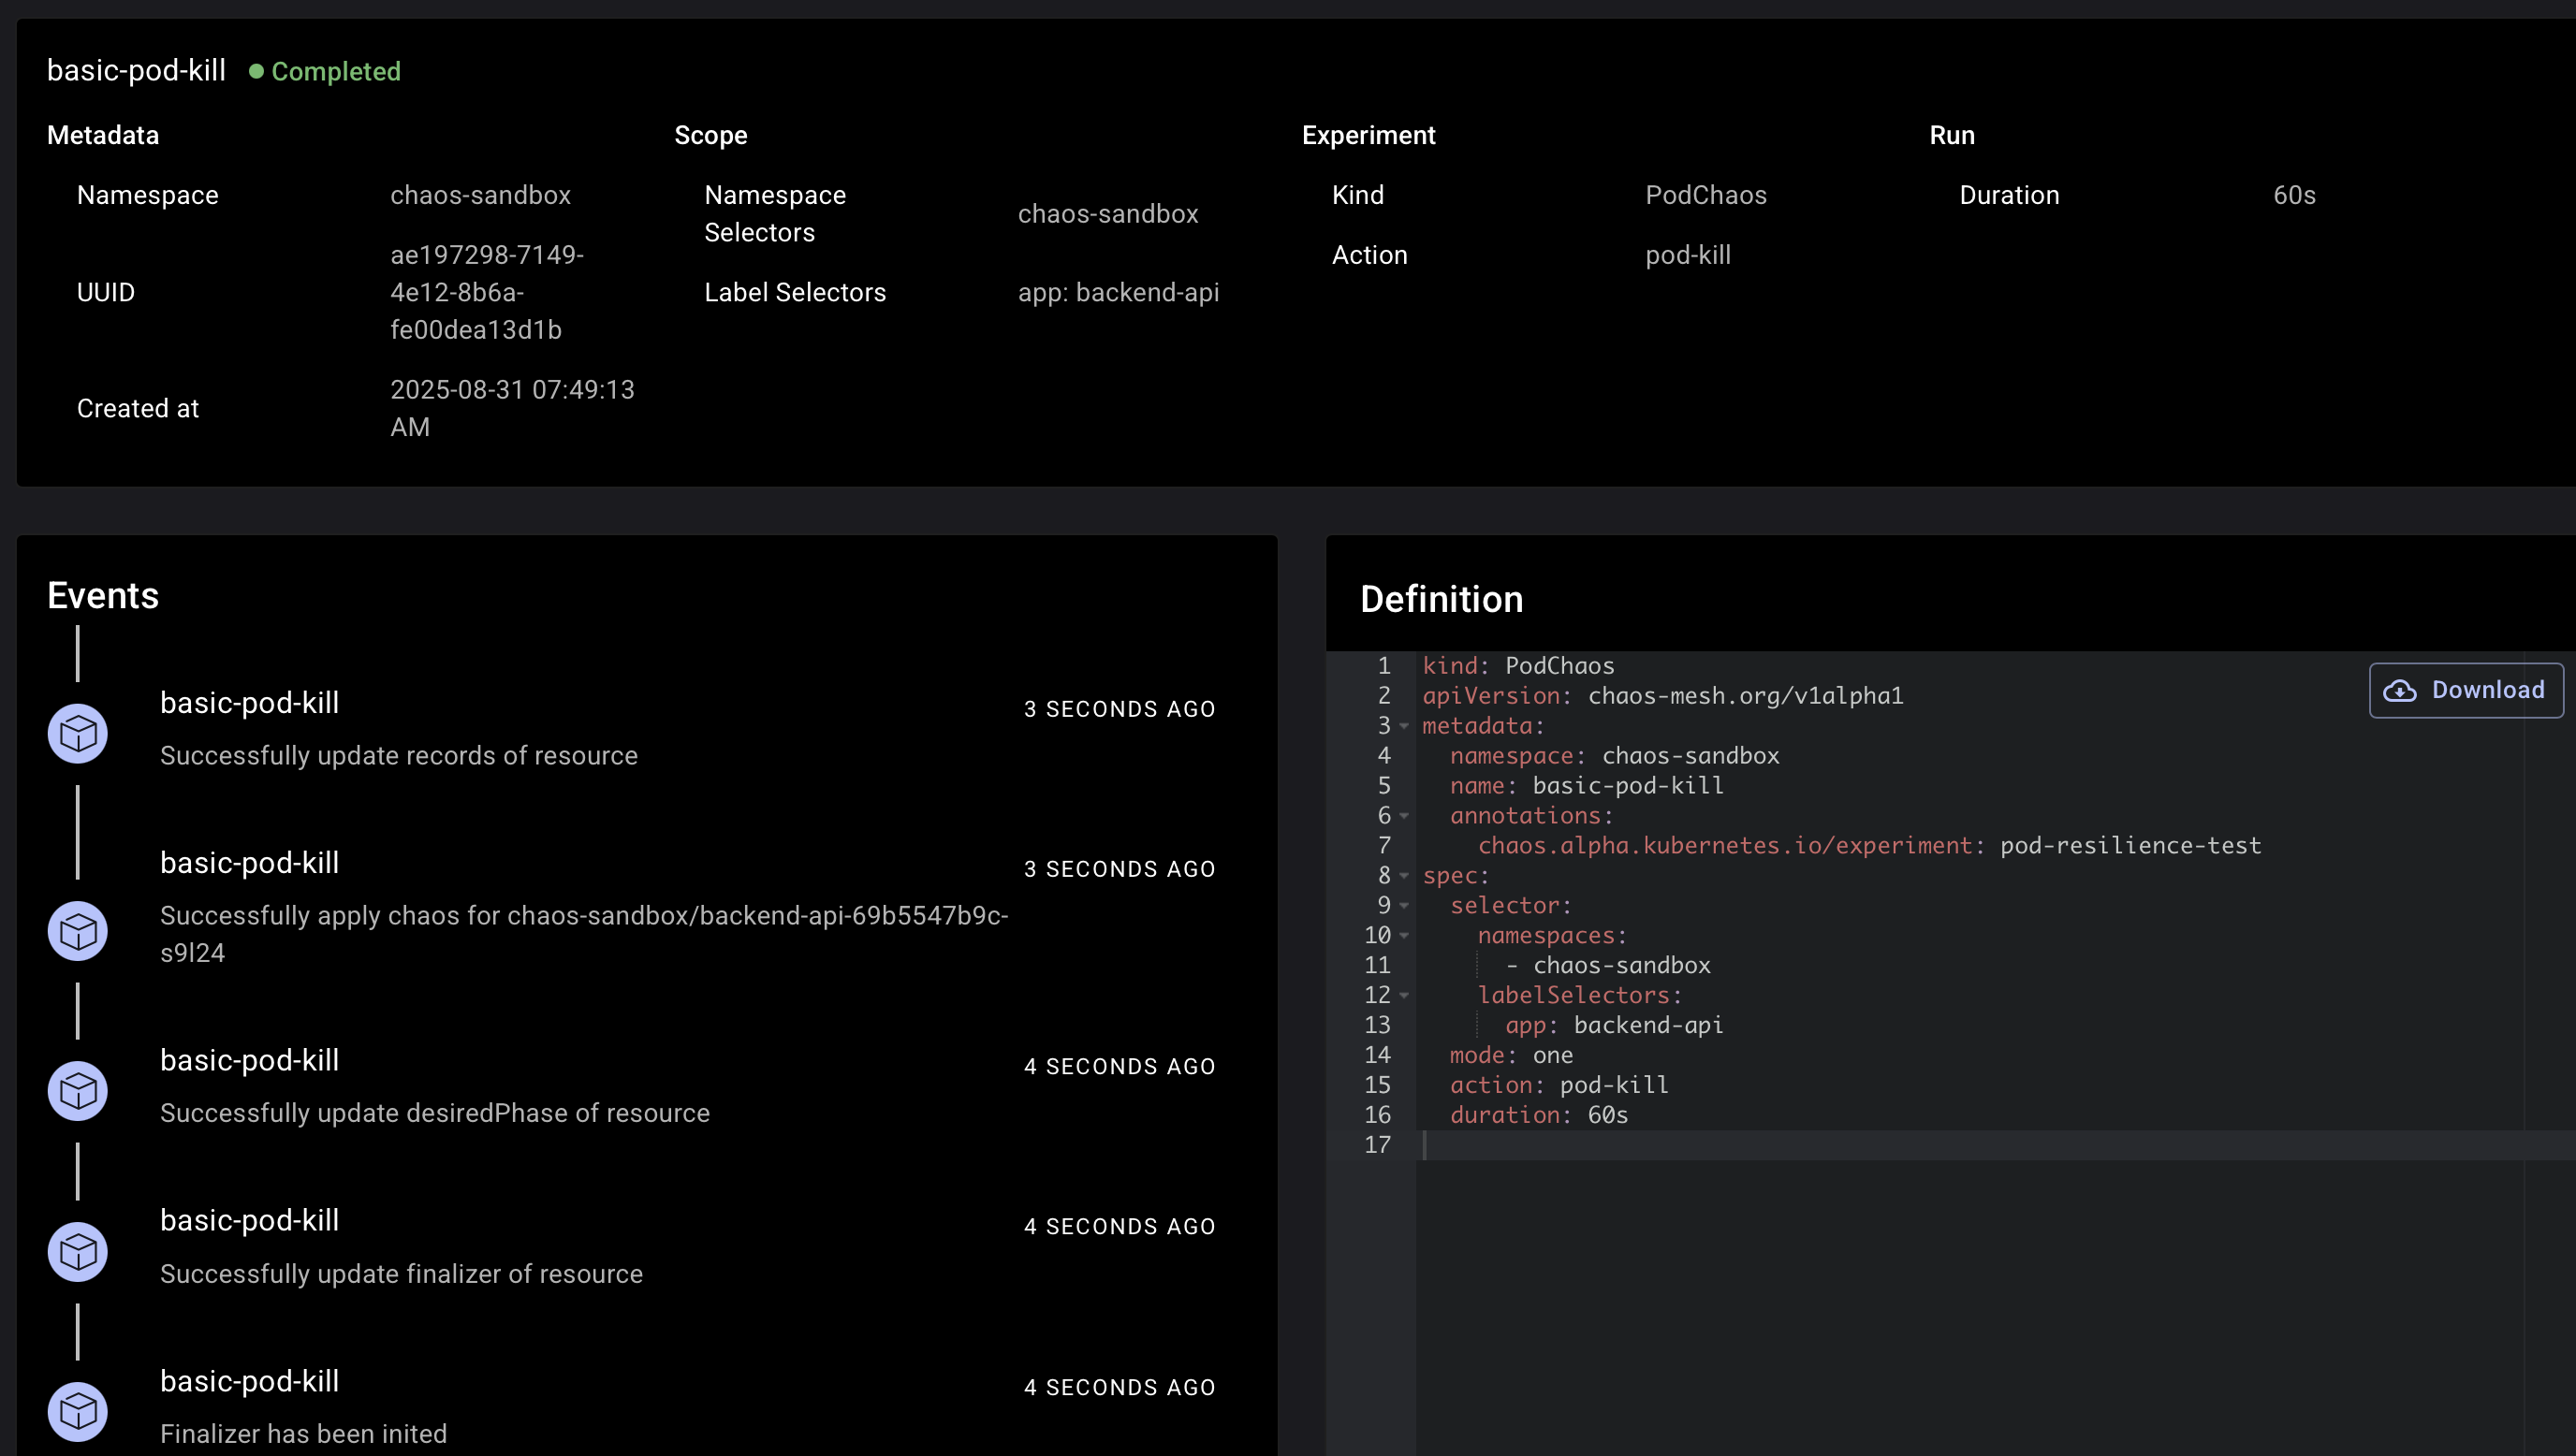 basic-pod-kill Completed
Metadata
Namespace chaos-sandbox
UUID ae197298-7149-
4e12-8b6a-
fe00dea13d1b
Created at 2025-08-31 07:49:13
AM
Scope
Namespace
Selectors
chaos-sandbox
Label Selectors app: backend-api
Experiment
Kind PodChaos
Action pod-kill
Run
Duration 60s
Events
basic-pod-kill 3 SECONDS AGO
Successfully update records of resource
basic-pod-kill 3 SECONDS AGO
Successfully apply chaos for chaos-sandbox/backend-api-69b5547b9c-
s9l24
basic-pod-kill 4 SECONDS AGO
Successfully update desiredPhase of resource
basic-pod-kill 4 SECONDS AGO
Successfully update finalizer of resource
basic-pod-kill 4 SECONDS AGO
Finalizer has been inited
Definition
Download
1 kind: PodChaos
2 apiVersion: chaos-mesh.org/v1alpha1
3 metadata:
4   namespace: chaos-sandbox
5   name: basic-pod-kill
6   annotations:
7     chaos.alpha.kubernetes.io/experiment: pod-resilience-test
8 spec:
9   selector:
10     namespaces:
11       - chaos-sandbox
12     labelSelectors:
13       app: backend-api
14   mode: one
15   action: pod-kill
16   duration: 60s
17